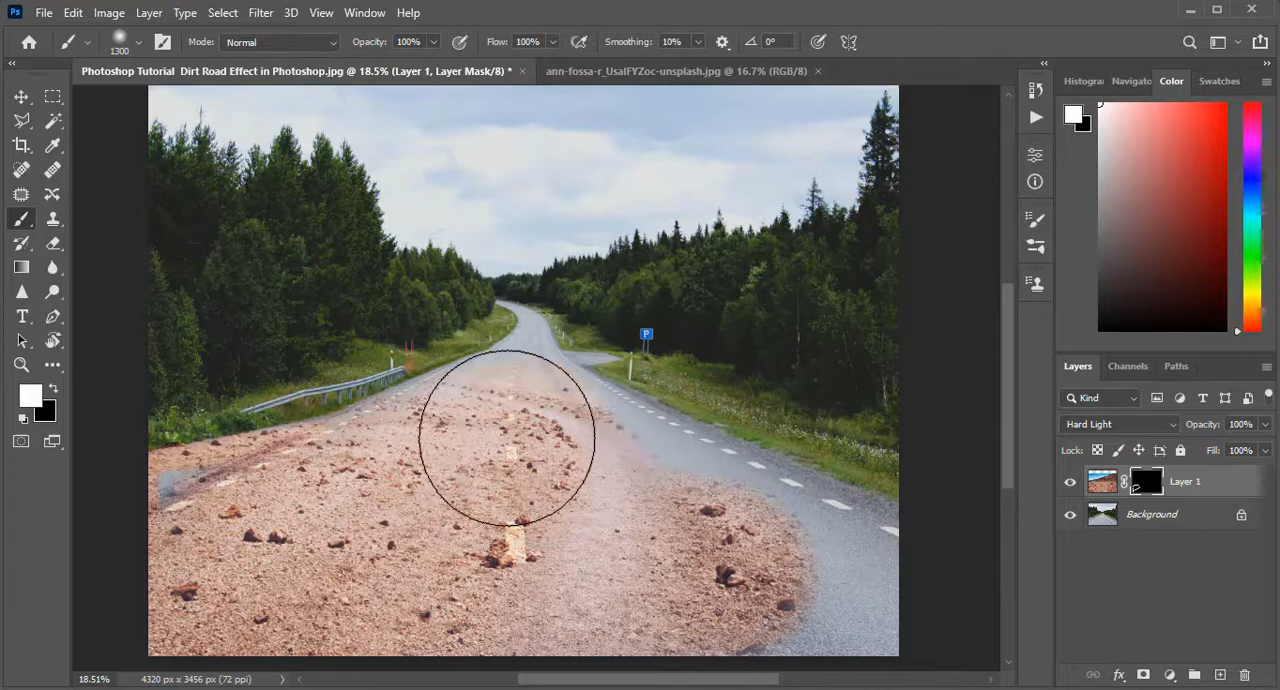 Ps File Edit Image Layer Type Select Filter 3D View Window Help
1300 Mode: Normal Opacity: 100% Flow: 100% Smoothing: 10% 0°
Photoshop Tutorial Dirt Road Effect in Photoshop.jpg @ 18.5% (Layer 1, Layer Mask/8) * ann-fossa-r_UsalFYZoc-unsplash.jpg @ 16.7% (RGB/8)
Histogra Navigato Color Swatches
P
Layers Channels Paths
Kind
Hard Light Opacity: 100%
Lock: Fill: 100%
Layer 1
Background
18.51% 4320 px x 3456 px (72 ppi)